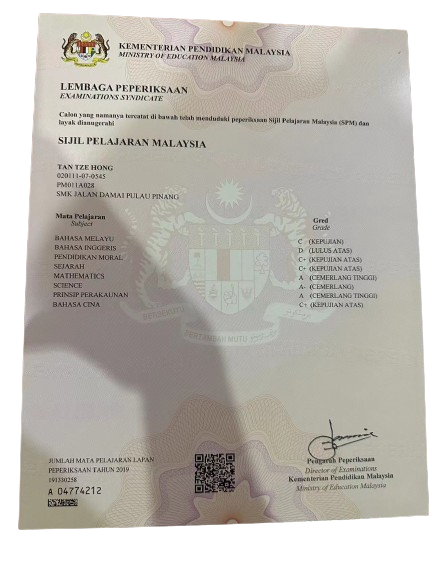 KEMENTERIAN PENDIDIKAN MALAYSIA
MINISTRY OF EDUCATION MALAYSIA
LEMBAGA PEPERIKSAAN
EXAMINATIONS SYNDICATE
Calon yang namanya tercatat di bawah telah menduduki peperiksaan Sijil Pelajaran Malaysia (SPM) dan
layak dianugerahi
SIJIL PELAJARAN MALAYSIA
TAN TZE HONG
020111-07-0545
PM011A028
SMK JALAN DAMAI PULAU PINANG
Mata Pelajaran Gred
Subject Grade
BAHASA MELAYU C (KEPUJIAN)
BAHASA INGGERIS D (LULUS ATAS)
PENDIDIKAN MORAL C+ (KEPUJIAN ATAS)
SEJARAH C+ (KEPUJIAN ATAS)
MATHEMATICS A (CEMERLANG TINGGI)
SCIENCE A- (CEMERLANG)
PRINSIP PERAKAUNAN A (CEMERLANG TINGGI)
BAHASA CINA C+ (KEPUJIAN ATAS)
JUMLAH MATA PELAJARAN LAPAN
PEPERIKSAAN TAHUN 2019
191330258
A 04774212
Pengarah Peperiksaan
Director of Examinations
Kementerian Pendidikan Malaysia
Ministry of Education Malaysia